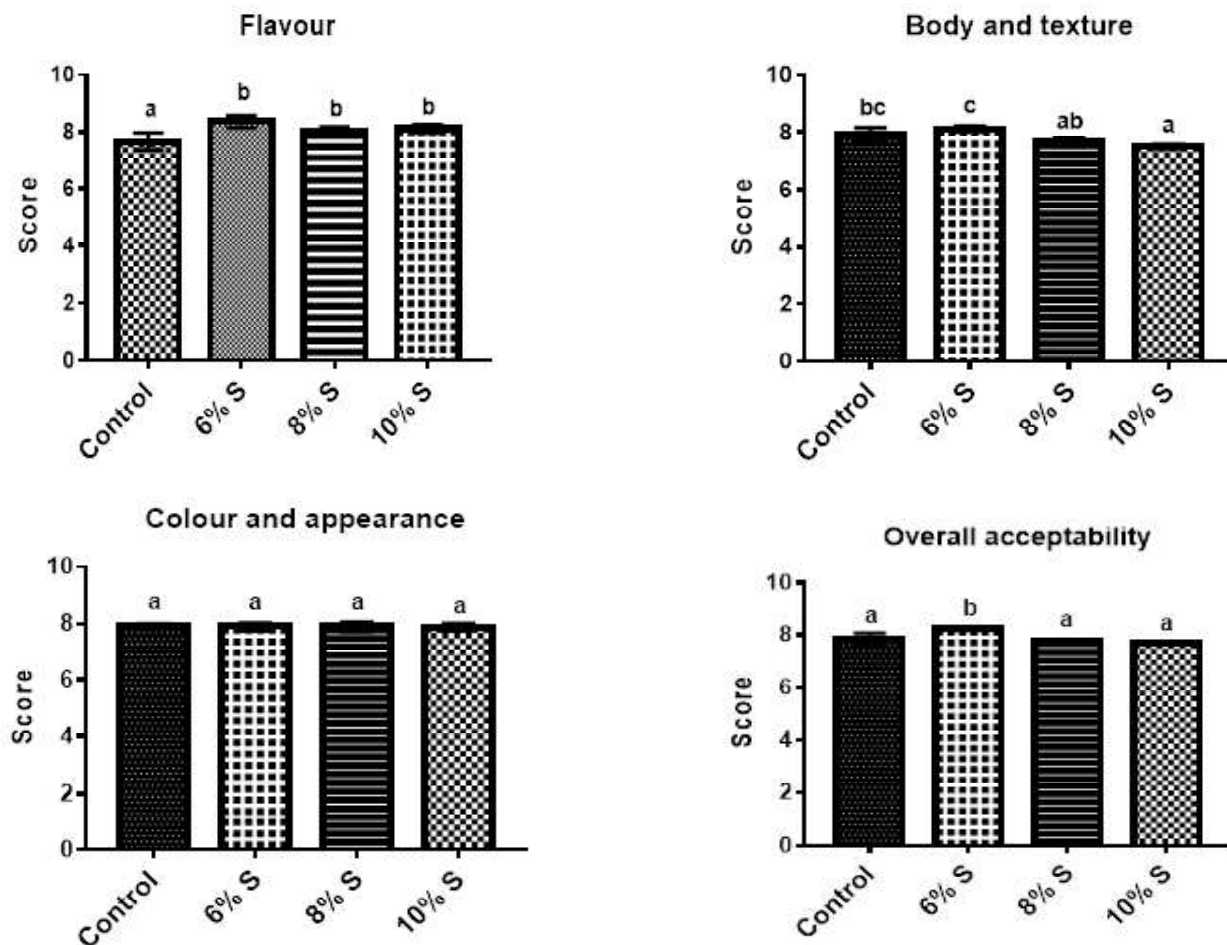 Flavour
10
8
6
4
2
0
Score
a
b
b
b
Control
6% S
8% S
10% S
Body and texture
10
8
6
4
2
0
Score
bc
c
ab
a
Control
6% S
8% S
10% S
Colour and appearance
10
8
6
4
2
0
Score
a
a
a
a
Control
6% S
8% S
10% S
Overall acceptability
10
8
6
4
2
0
Score
a
b
a
a
Control
6% S
8% S
10% S